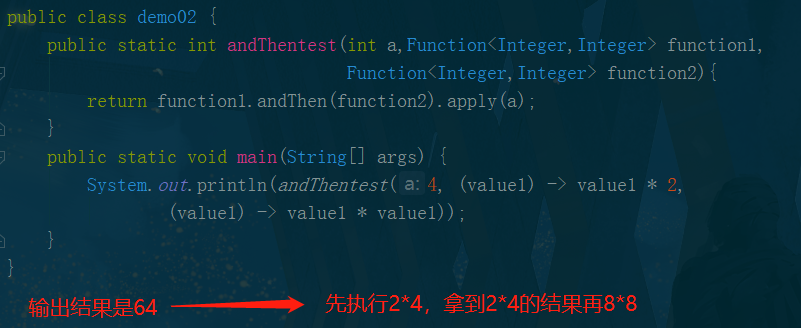 public class demo02 {
public static int andThentest(int a,Function<Integer,Integer> function1,
Function<Integer,Integer> function2){
return function1.andThen(function2).apply(a);
}
public static void main(String[] args) {
System.out.println(andThentest( a: 4, (value1) -> value1 * 2,
(value1) -> value1 * value1));
}
}
输出结果是64 先执行2*4，拿到2*4的结果再8*8